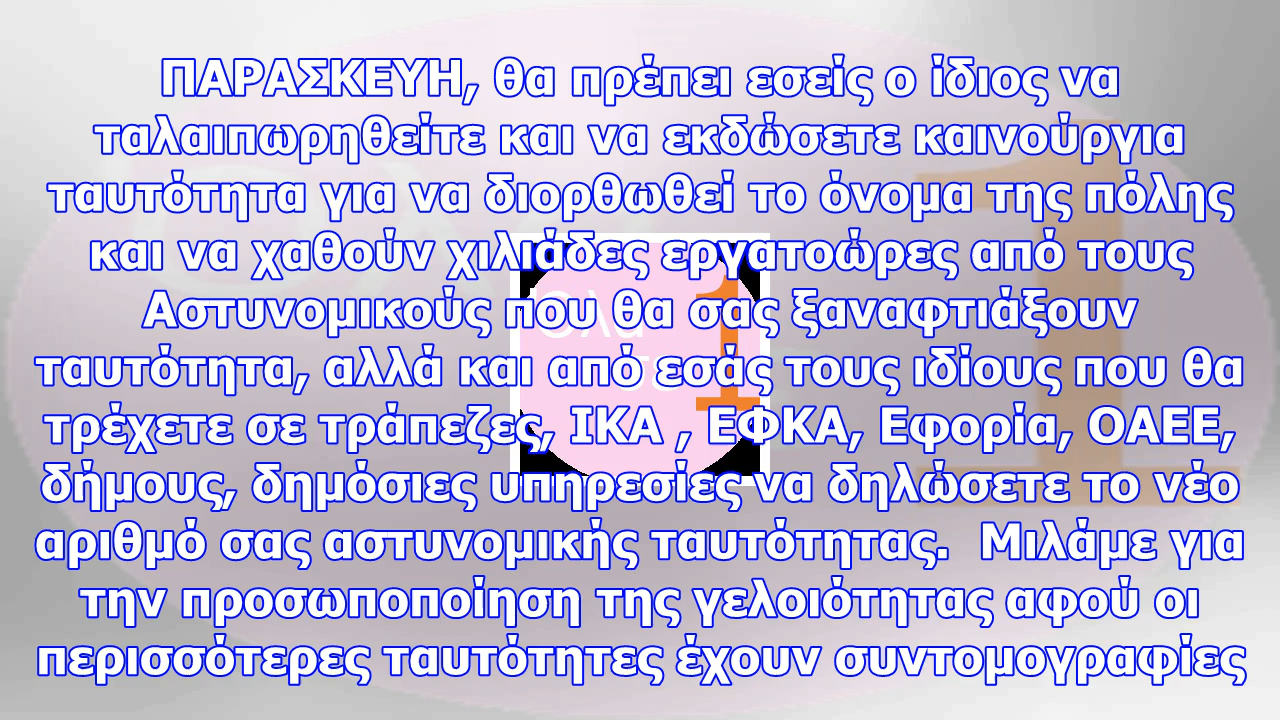 ΠΑΡΑΣΚΕΥΗ, θα πρέπει εσείς ο ίδιος να
ταλαιπωρηθείτε και να εκδώσετε καινούργια
ταυτότητα για να διορθωθεί το όνομα της πόλης
και να χαθούν χιλιάδες εργατοώρες από τους
Αστυνομικούς που θα σας ξαναφτιάξουν
ταυτότητα, αλλά και από εσάς τους ιδίους που θα
τρέχετε σε τράπεζες, ΙΚΑ , ΕΦΚΑ, Εφορία, ΟΑΕΕ,
δήμους, δημόσιες υπηρεσίες να δηλώσετε το νέο
αριθμό σας αστυνομικής ταυτότητας.  Μιλάμε για
την προσωποποίηση της γελοιότητας αφού οι
περισσότερες ταυτότητες έχουν συντομογραφίες
1